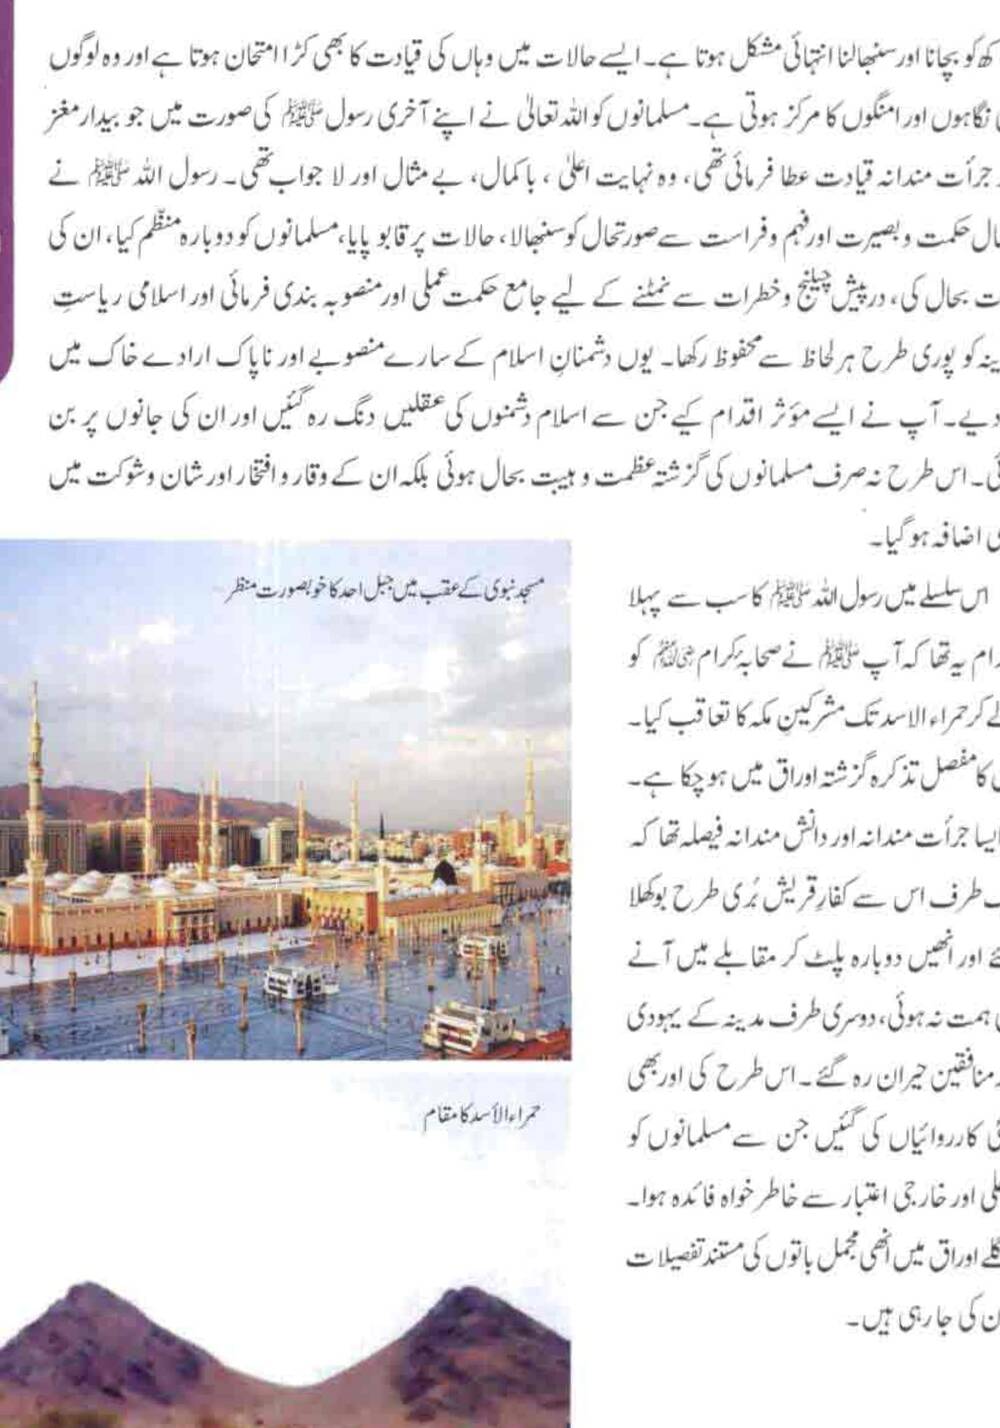 کو بچانا اور سنبھالنا انتہائی مشکل ہوتا ہے۔ ایسے حالات میں وہاں کی قیادت کا بھی کڑا امتحان ہوتا ہے اور وہ لوگوں
نگاہوں اور امنگوں کا مرکز ہوتی ہے۔ مسلمانوں کو اللہ تعالیٰ نے اپنے آخری رسول ﷺ کی صورت میں جو بیدار مغز
جرأت مندانہ قیادت عطا فرمائی تھی، وہ نہایت اعلیٰ، باکمال، بے مثال اور لا جواب تھی۔ رسول اللہ ﷺ نے
حکمت و بصیرت اور فہم و فراست سے صورتحال کو سنبھالا، حالات پر قابو پایا، مسلمانوں کو دوبارہ منظّم کیا، ان کی
بحال کی، درپیش چیلنج و خطرات سے نمٹنے کے لیے جامع حکمت عملی اور منصوبہ بندی فرمائی اور اسلامی ریاستِ
کو پوری طرح ہر لحاظ سے محفوظ رکھا۔ یوں دشمنانِ اسلام کے سارے منصوبے اور ناپاک ارادے خاک میں
دیے۔ آپ نے ایسے مؤثر اقدام کیے جن سے اسلام دشمنوں کی عقلیں دنگ رہ گئیں اور ان کی جانوں پر بن
اس طرح نہ صرف مسلمانوں کی گزشتہ عظمت و ہیبت بحال ہوئی بلکہ ان کے وقار و افتخار اور شان و شوکت میں
اضافہ ہو گیا۔
اس سلسلے میں رسول اللہ ﷺ کا سب سے پہلا
یہ تھا کہ آپ ﷺ نے صحابۂ کرام رضی اللہ عنہم کو
لے کر حمراء الاسد تک مشرکینِ مکہ کا تعاقب کیا۔
کا مفصل تذکرہ گزشتہ اوراق میں ہو چکا ہے۔
ایسا جرأت مندانہ اور دانش مندانہ فیصلہ تھا کہ
طرف اس سے کفارِ قریش بُری طرح بوکھلا
اور انھیں دوبارہ پلٹ کر مقابلے میں آنے
ہمت نہ ہوئی، دوسری طرف مدینہ کے یہودی
منافقین حیران رہ گئے۔ اس طرح کی اور بھی
کارروائیاں کی گئیں جن سے مسلمانوں کو
اور خارجی اعتبار سے خاطر خواہ فائدہ ہوا۔
اوراق میں انھی مجمل باتوں کی مستند تفصیلات
کی جا رہی ہیں۔
مسجد نبوی کے عقب میں جبل احد کا خوبصورت منظر
حمراء الأسد کا مقام